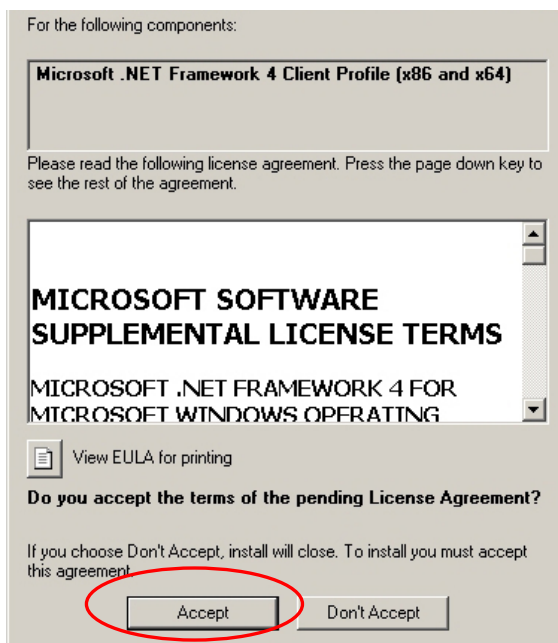 For the following components:
Microsoft .NET Framework 4 Client Profile (x86 and x64)
Please read the following license agreement. Press the page down key to
see the rest of the agreement.
MICROSOFT SOFTWARE
SUPPLEMENTAL LICENSE TERMS
MICROSOFT .NET FRAMEWORK 4 FOR
MICROSOFT WINDOWS OPERATING
View EULA for printing
Do you accept the terms of the pending License Agreement?
If you choose Don't Accept, install will close. To install you must accept
this agreement.
Accept
Don't Accept